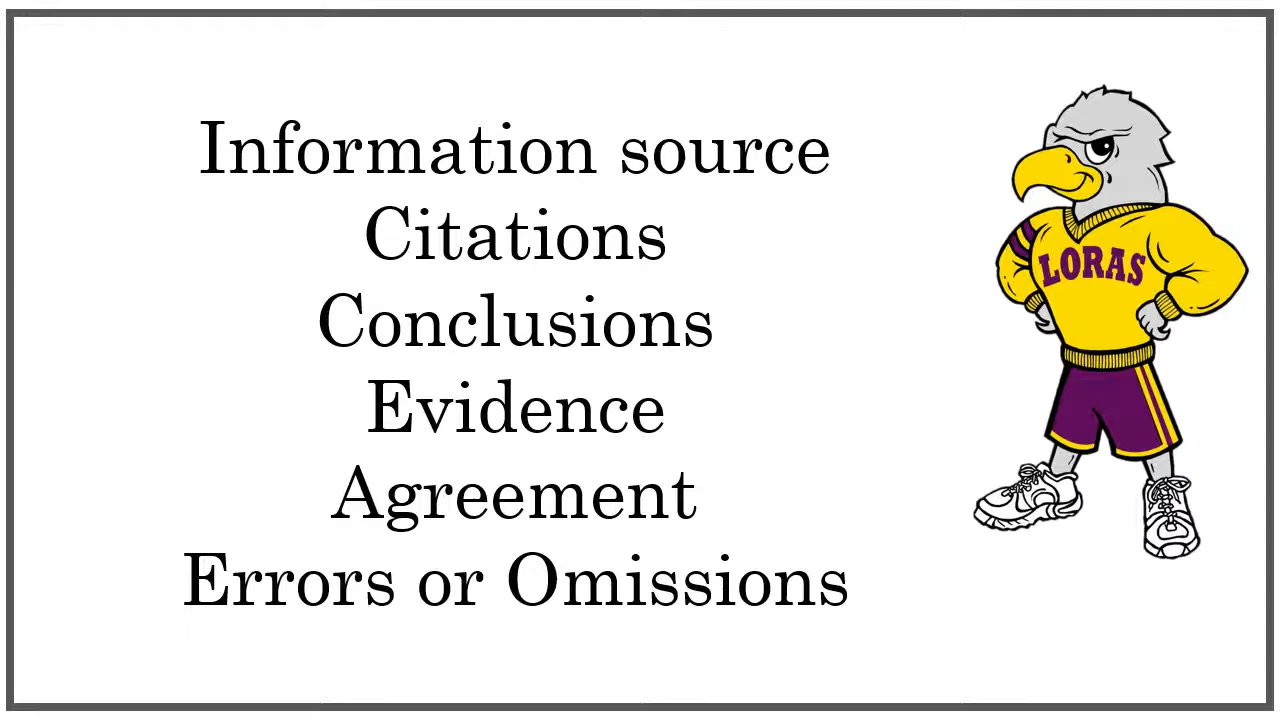 Information source
Citations
Conclusions
Evidence
Agreement
Errors or Omissions
LORAS